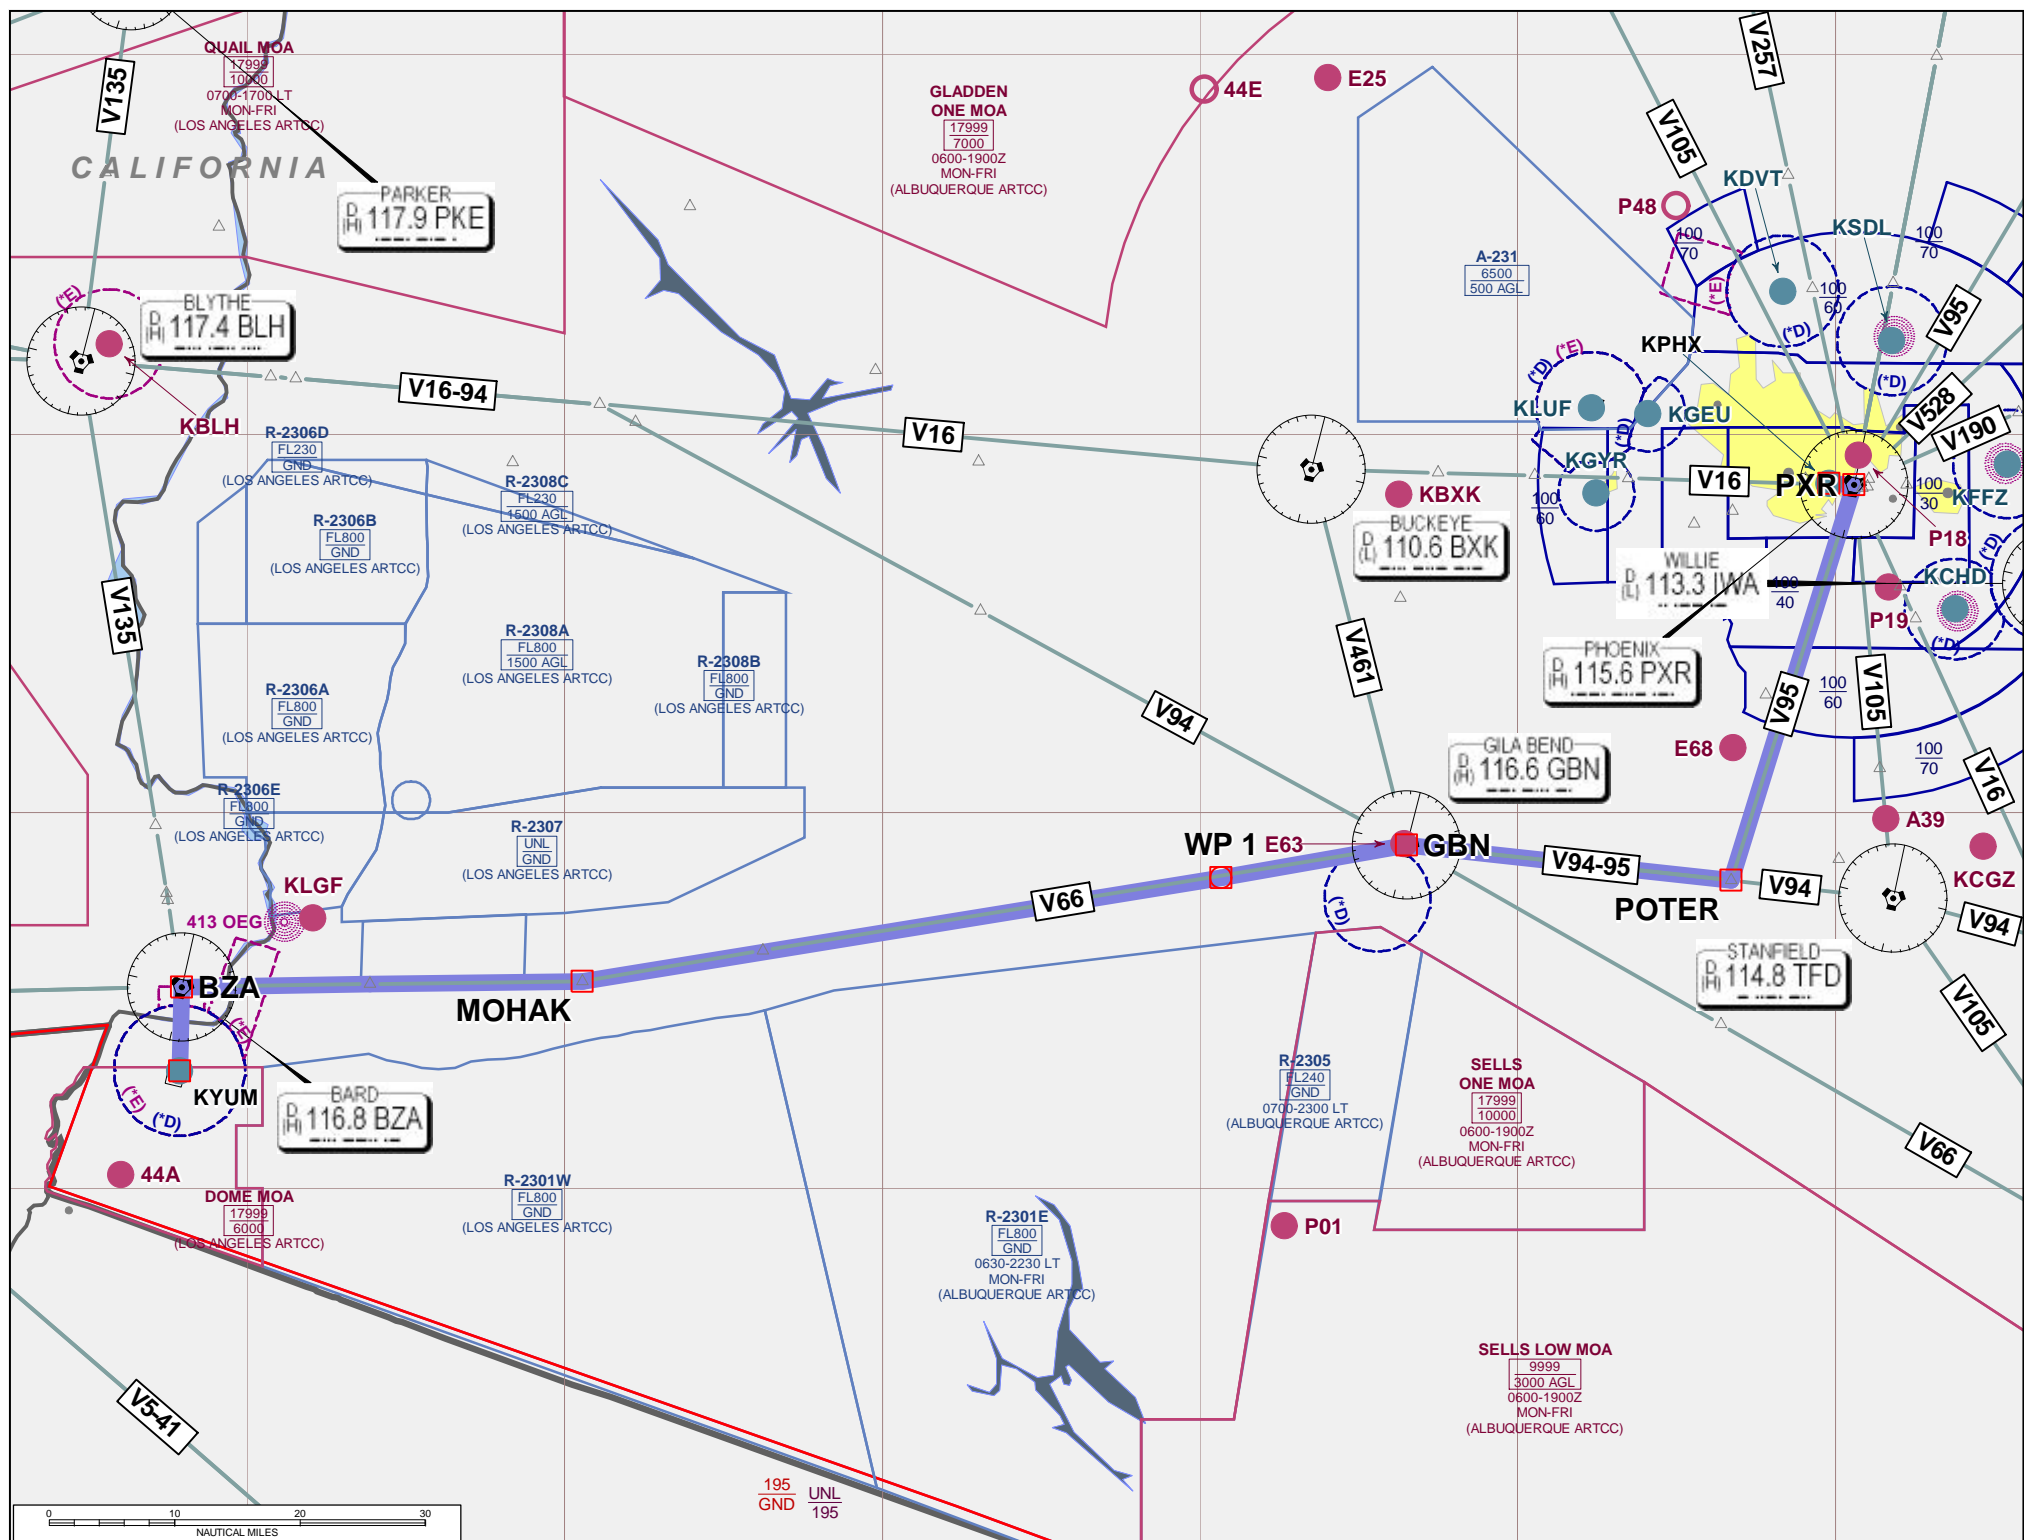 QUAIL MOA
17999
10000
0700-1700 LT
MON-FRI
(LOS ANGELES ARTCC)
V135
CALIFORNIA
PARKER
D
(H) 117.9 PKE
GLADDEN
ONE MOA
17999
7000
0600-1900Z
MON-FRI
(ALBUQUERQUE ARTCC)
44E
E25
V257
V105
KDVT
P48
KSDL
100
70
100
70
A-231
6500
500 AGL
(*E)
100
60
(*D)
V95
(*E)
BLYTHE
D
(H) 117.4 BLH
KPHX
(*E)
(*D)
(*D)
V16-94
KBLH
V16
KLUF
KGEU
V528
V190
(*D)
R-2306D
FL230
GND
(LOS ANGELES ARTCC)
R-2308C
FL230
1500 AGL
(LOS ANGELES ARTCC)
KGYR
V16
PXR
KBXK
100
60
100
30
KFFZ
R-2306B
FL800
GND
(LOS ANGELES ARTCC)
BUCKEYE
D
(L) 110.6 BXK
P18
(*D)
WILLIE
D
(L) 113.3 IWA
100
40
KCHD
V135
P19
(*D)
R-2308A
FL800
1500 AGL
(LOS ANGELES ARTCC)
R-2308B
FL800
GND
(LOS ANGELES ARTCC)
V461
PHOENIX
D
(H) 115.6 PXR
R-2306A
FL800
GND
(LOS ANGELES ARTCC)
V94
V95
100
60
V105
GILA BEND
D
(H) 116.6 GBN
E68
100
70
V16
R-2306E
FL800
GND
(LOS ANGELES ARTCC)
R-2307
UNL
GND
(LOS ANGELES ARTCC)
WP 1
E63
GBN
A39
V94-95
KCGZ
KLGF
V66
V94
POTER
413 OEG
(*D)
V94
BZA
MOHAK
STANFIELD
D
(H) 114.8 TFD
V105
(*E)
R-2305
FL240
GND
0700-2300 LT
(ALBUQUERQUE ARTCC)
SELLS
ONE MOA
17999
10000
0600-1900Z
MON-FRI
(ALBUQUERQUE ARTCC)
KYUM
(*E)
(*D)
BARD
D
(H) 116.8 BZA
V66
44A
DOME MOA
17999
6000
(LOS ANGELES ARTCC)
R-2301W
FL800
GND
(LOS ANGELES ARTCC)
R-2301E
FL800
GND
0630-2230 LT
MON-FRI
(ALBUQUERQUE ARTCC)
P01
SELLS LOW MOA
9999
3000 AGL
0600-1900Z
MON-FRI
(ALBUQUERQUE ARTCC)
V5-41
195
GND
UNL
195
0 10 20 30
NAUTICAL MILES